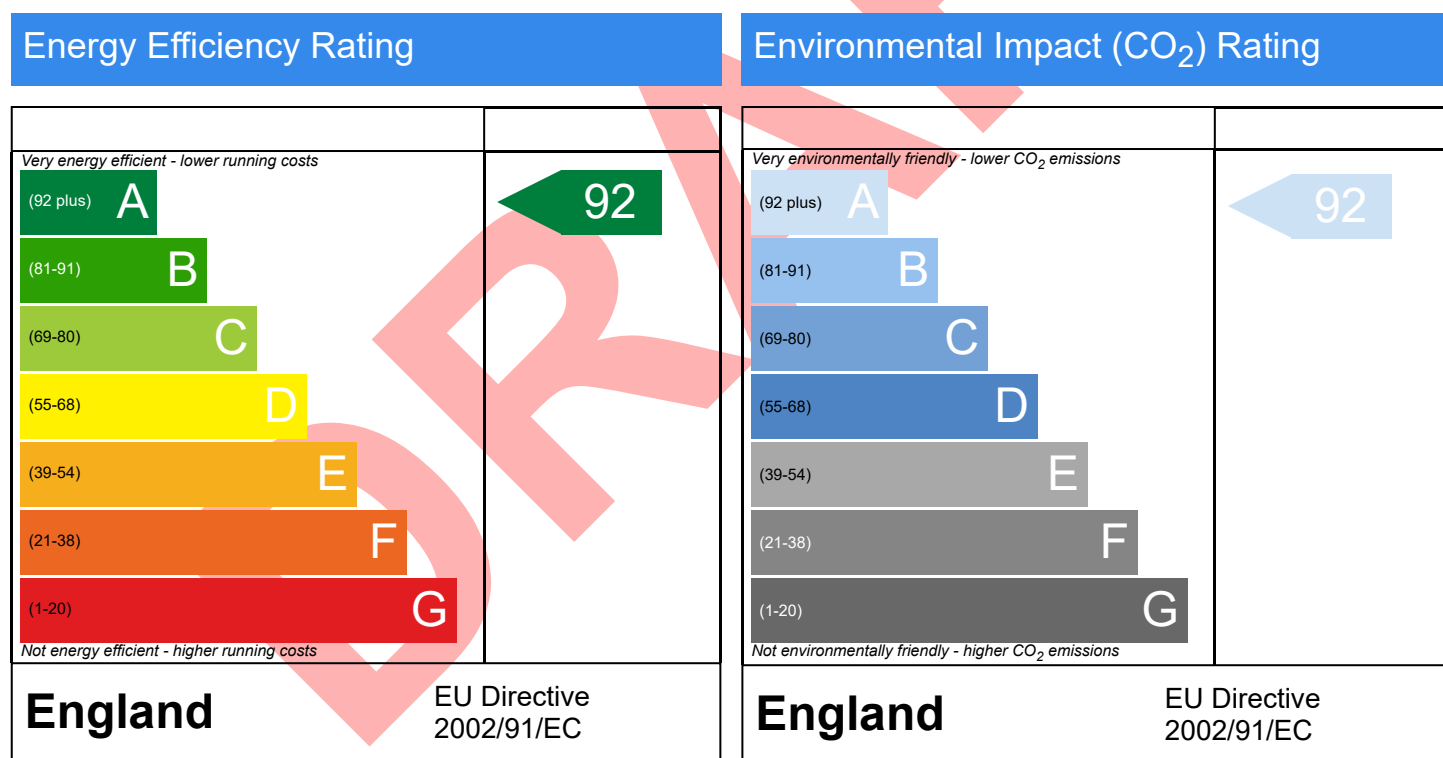 Energy Efficiency Rating
Very energy efficient - lower running costs
(92 plus) A
(81-91) B
(69-80) C
(55-68) D
(39-54) E
(21-38) F
(1-20) G
Not energy efficient - higher running costs
92
England
EU Directive
2002/91/EC
Environmental Impact (CO₂) Rating
Very environmentally friendly - lower CO₂ emissions
(92 plus) A
(81-91) B
(69-80) C
(55-68) D
(39-54) E
(21-38) F
(1-20) G
Not environmentally friendly - higher CO₂ emissions
92
England
EU Directive
2002/91/EC